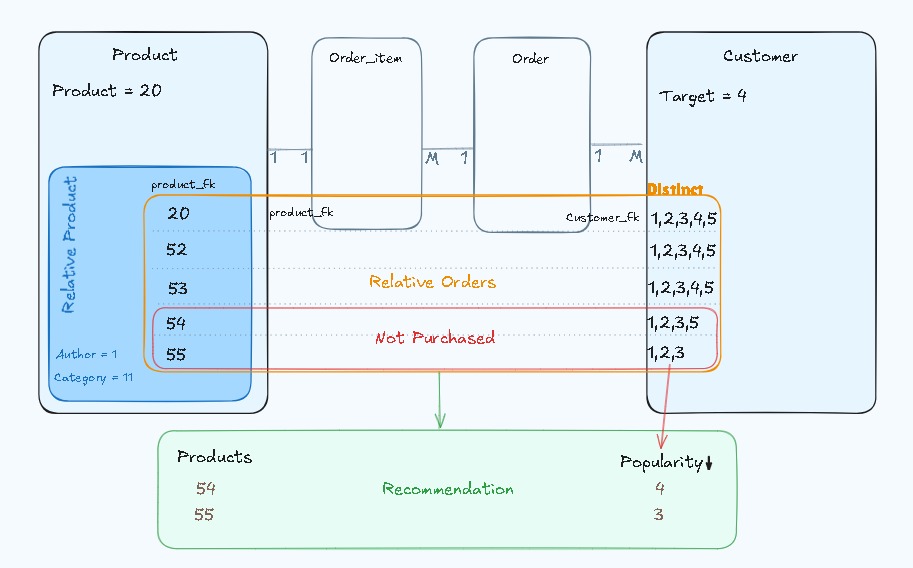 Product
Order_item
Order
Customer
Product = 20
Target = 4
1 1
M 1
1 M
Relative Product
product_fk
Distinct
20
product_fk
Customer_fk
1,2,3,4,5
52
1,2,3,4,5
53
Relative Orders
1,2,3,4,5
54
Not Purchased
1,2,3,5
55
1,2,3
Author = 1
Category = 11
Products
Popularity↓
54
Recommendation
4
55
3